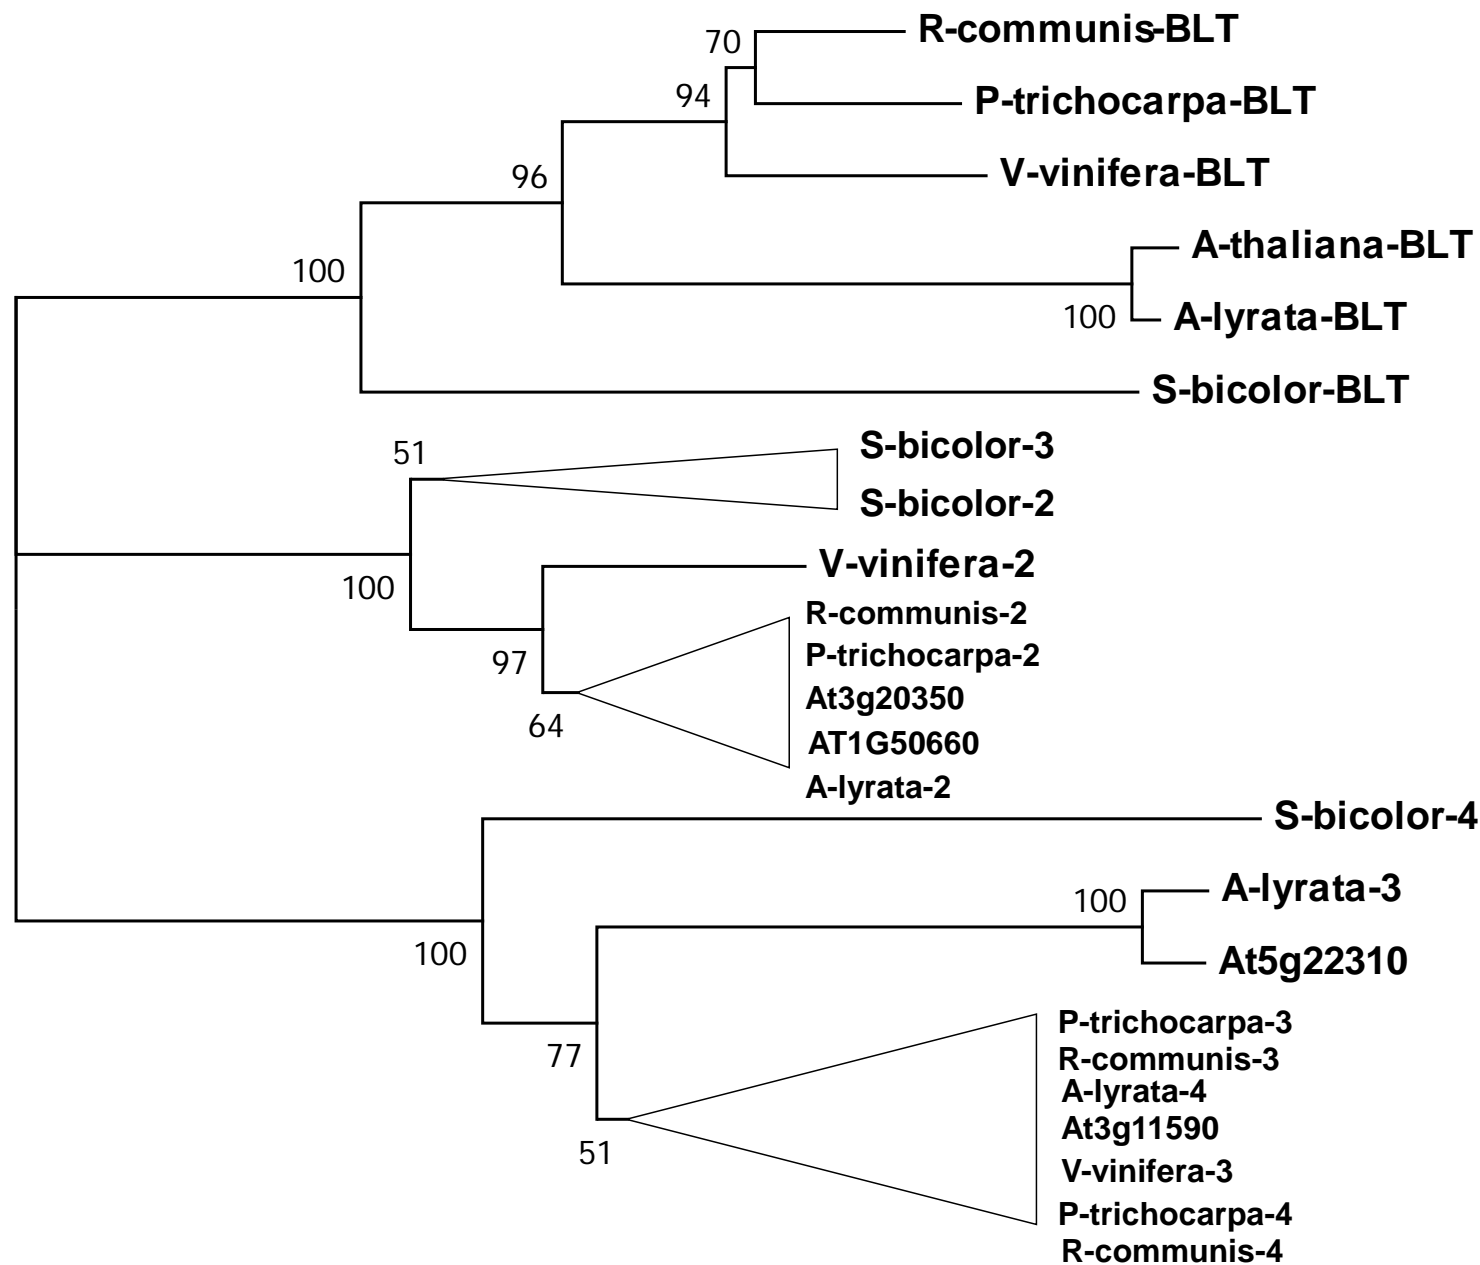 R-communis-BLT
70
P-trichocarpa-BLT
94
V-vinifera-BLT
96
A-thaliana-BLT
100
A-lyrata-BLT
100
S-bicolor-BLT
S-bicolor-3
51
S-bicolor-2
V-vinifera-2
100
R-communis-2
P-trichocarpa-2
97
At3g20350
64
AT1G50660
A-lyrata-2
S-bicolor-4
A-lyrata-3
100
100
At5g22310
P-trichocarpa-3
77
R-communis-3
A-lyrata-4
At3g11590
51
V-vinifera-3
P-trichocarpa-4
R-communis-4